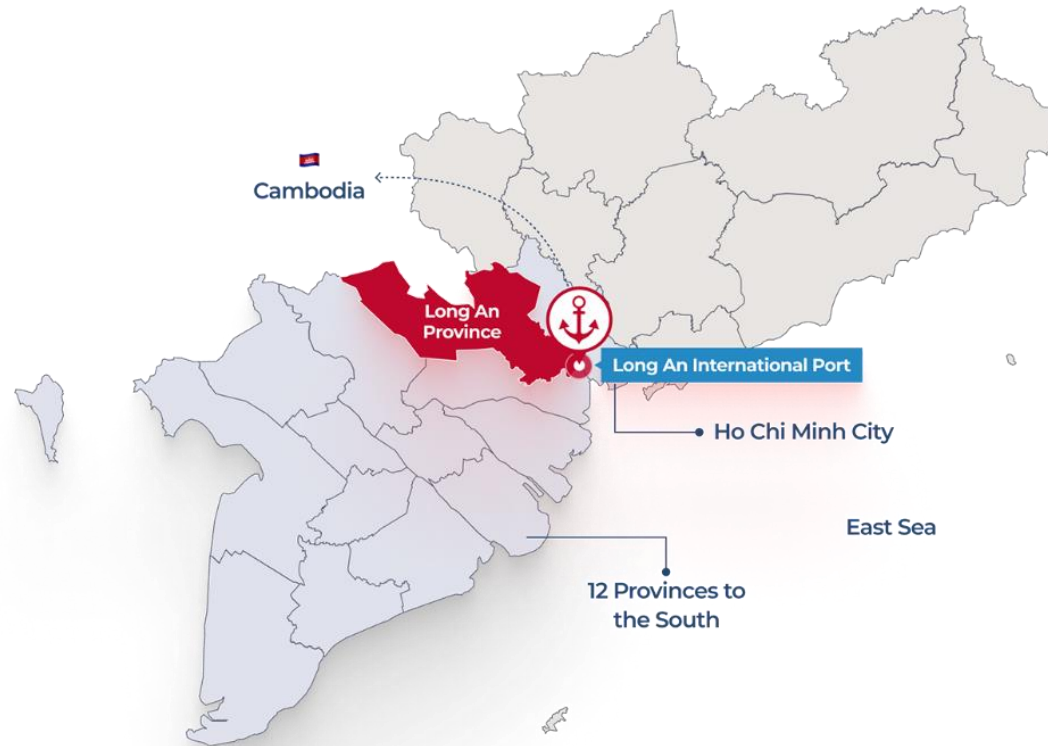 Cambodia
Long An
Province
Long An International Port
Ho Chi Minh City
East Sea
12 Provinces to
the South